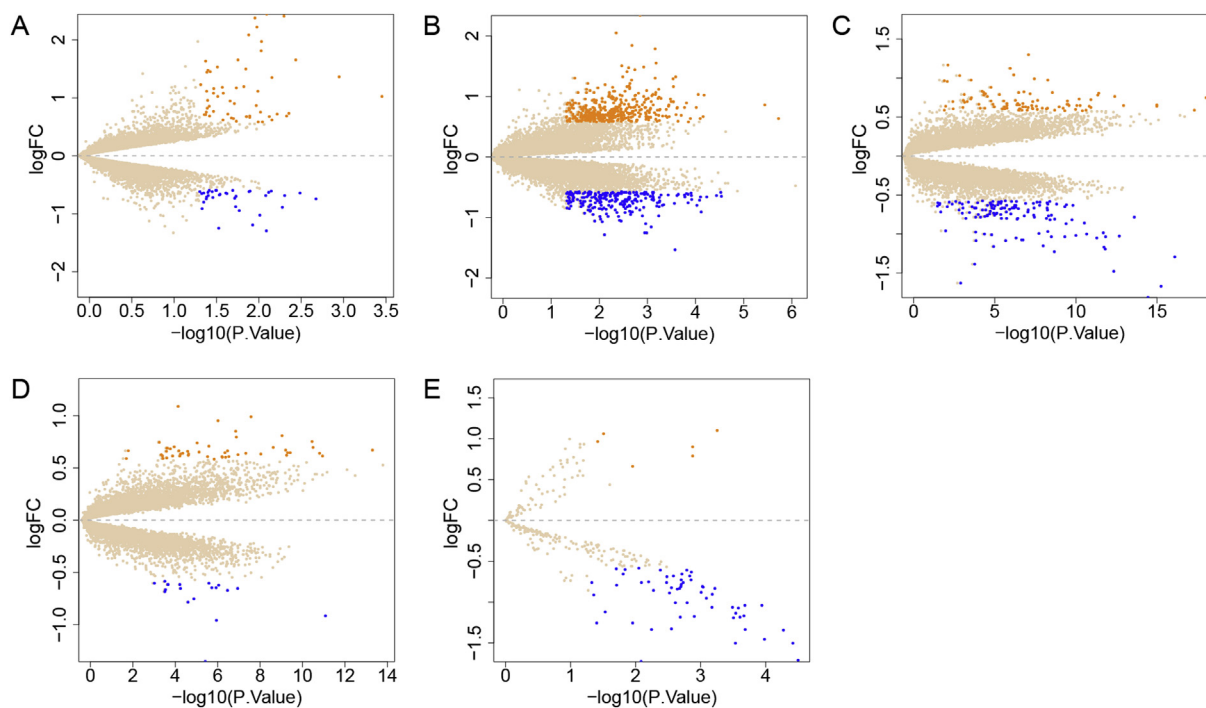 A
logFC
2
1
0
−1
−2
0.0 0.5 1.0 1.5 2.0 2.5 3.0 3.5
−log10(P.Value)
B
logFC
2
1
0
−1
−2
0 1 2 3 4 5 6
−log10(P.Value)
C
logFC
1.5
0.5
−0.5
−1.5
0 5 10 15
−log10(P.Value)
D
logFC
1.0
0.5
0.0
−0.5
−1.0
0 2 4 6 8 10 12 14
−log10(P.Value)
E
logFC
1.5
0.5
−0.5
−1.5
0 1 2 3 4
−log10(P.Value)